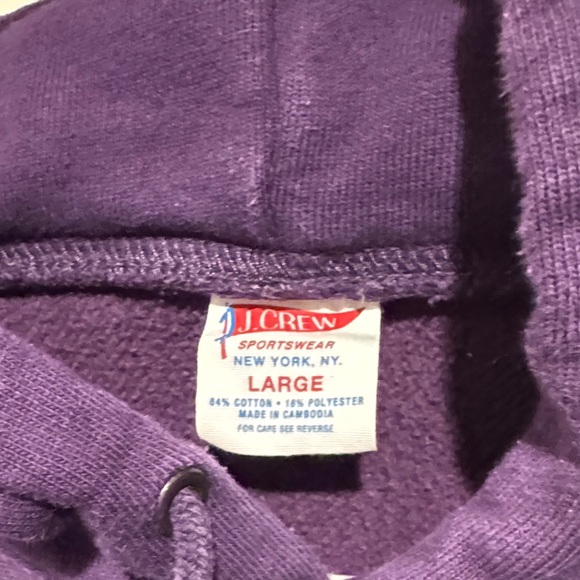 J.CREW
SPORTSWEAR
NEW YORK, NY.
LARGE
84% COTTON • 16% POLYESTER
MADE IN CAMBODIA
FOR CARE SEE REVERSE